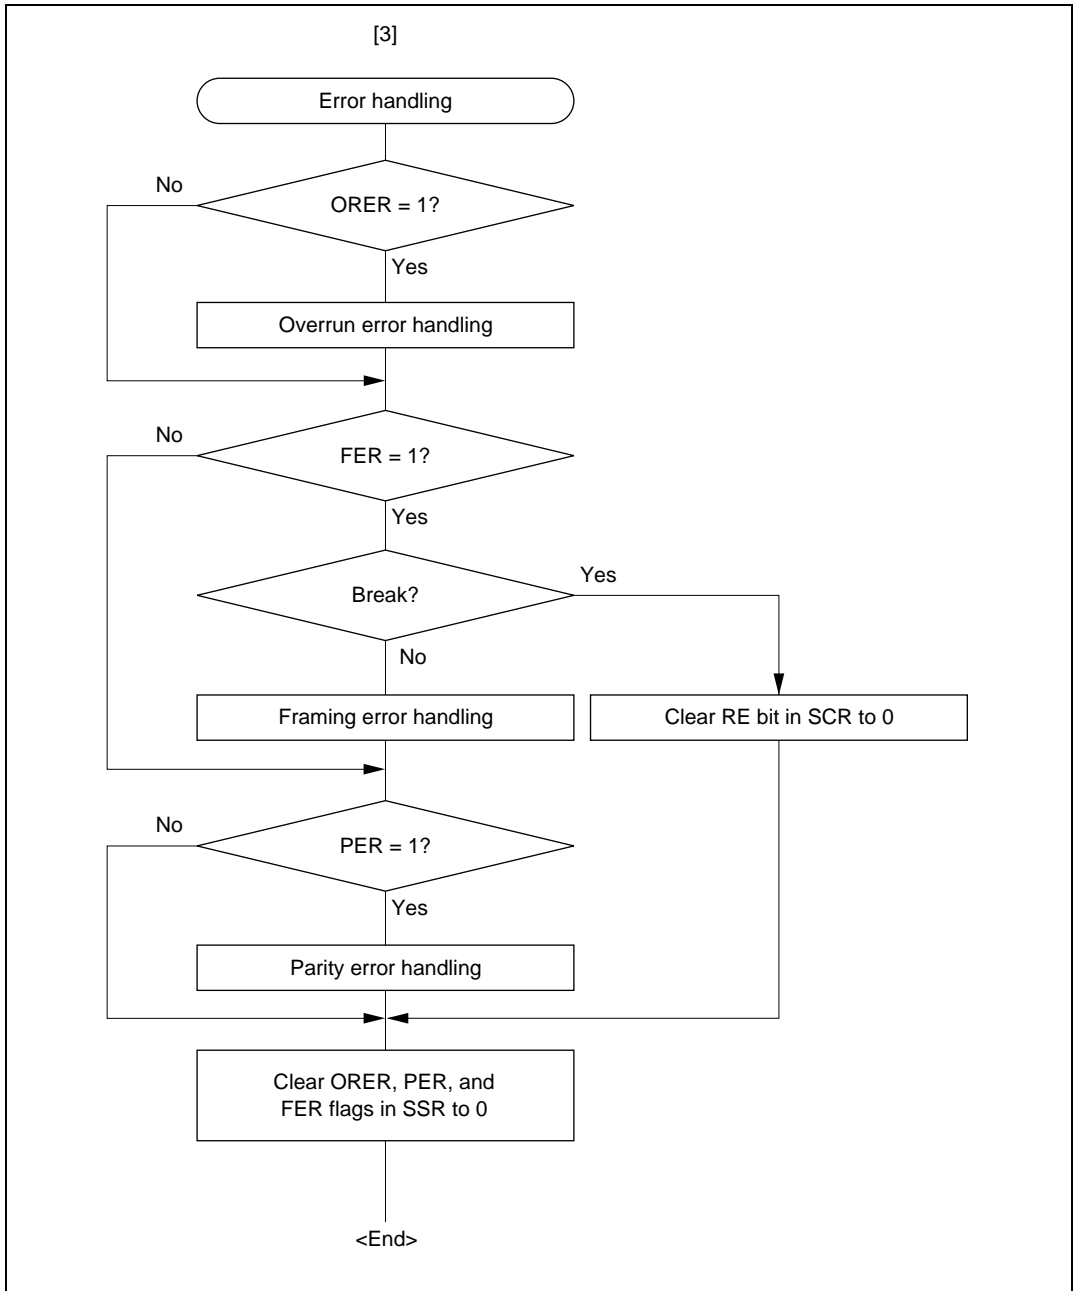 [3]
Error handling
No
ORER = 1?
Yes
Overrun error handling
No
FER = 1?
Yes
Break?
Yes
No
Framing error handling
Clear RE bit in SCR to 0
No
PER = 1?
Yes
Parity error handling
Clear ORER, PER, and
FER flags in SSR to 0
<End>